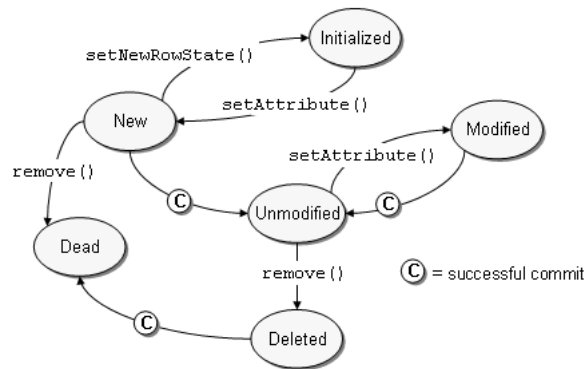 Initialized
setNewRowState()
setAttribute()
New
Modified
setAttribute()
remove()
C
Unmodified
C
Dead
remove()
C = successful commit
C
Deleted